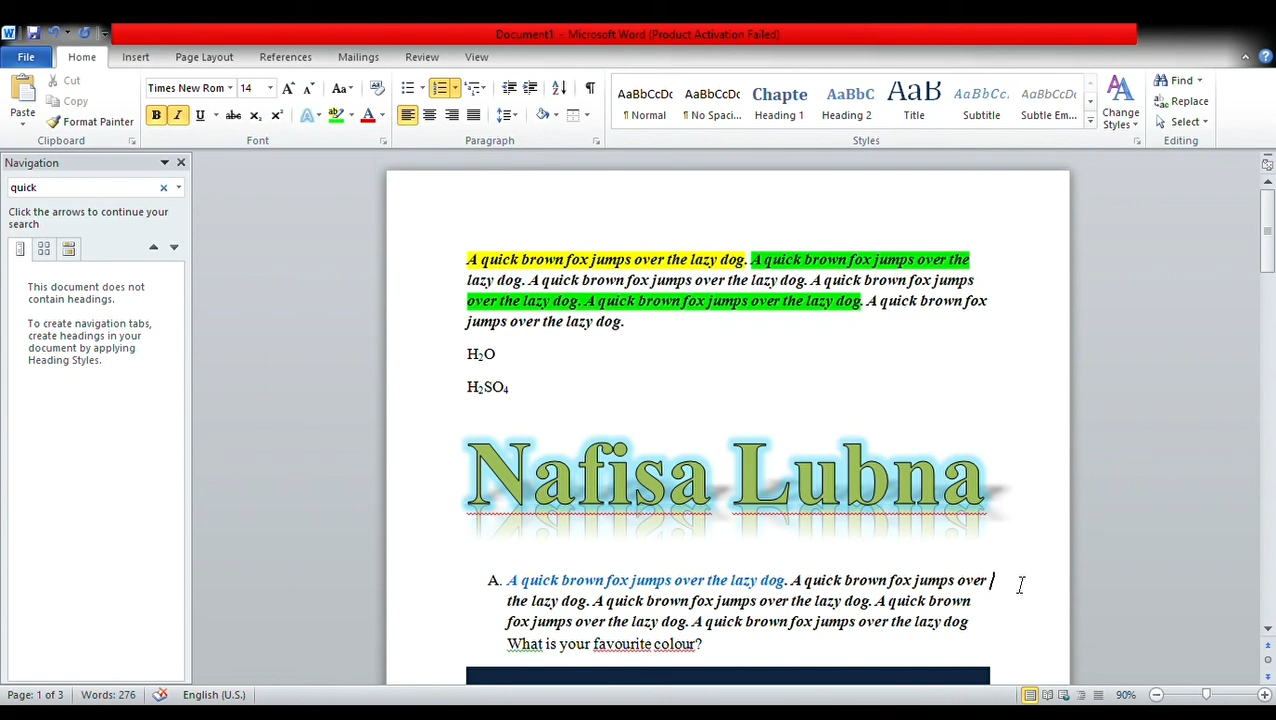 Document1 - Microsoft Word (Product Activation Failed)
File Home Insert Page Layout References Mailings Review View
Cut
Copy
Paste
Format Painter
Clipboard
Times New Rom 14
Font
Paragraph
AaBbCcDc AaBbCcDc Chapte AaBbC AaB AaBbCc. AaBbCcDc
¶ Normal ¶ No Spaci... Heading 1 Heading 2 Title Subtitle Subtle Em...
Change
Styles
Styles
Find
Replace
Select
Editing
Navigation
quick
Click the arrows to continue your
search
This document does not
contain headings.
To create navigation tabs,
create headings in your
document by applying
Heading Styles.
A quick brown fox jumps over the lazy dog. A quick brown fox jumps over the
lazy dog. A quick brown fox jumps over the lazy dog. A quick brown fox jumps
over the lazy dog. A quick brown fox jumps over the lazy dog. A quick brown fox
jumps over the lazy dog.
H₂O
H₂SO₄
Nafisa Lubna
A. A quick brown fox jumps over the lazy dog. A quick brown fox jumps over
the lazy dog. A quick brown fox jumps over the lazy dog. A quick brown
fox jumps over the lazy dog. A quick brown fox jumps over the lazy dog
What is your favourite colour?
Page: 1 of 3 Words: 276 English (U.S.) 90%